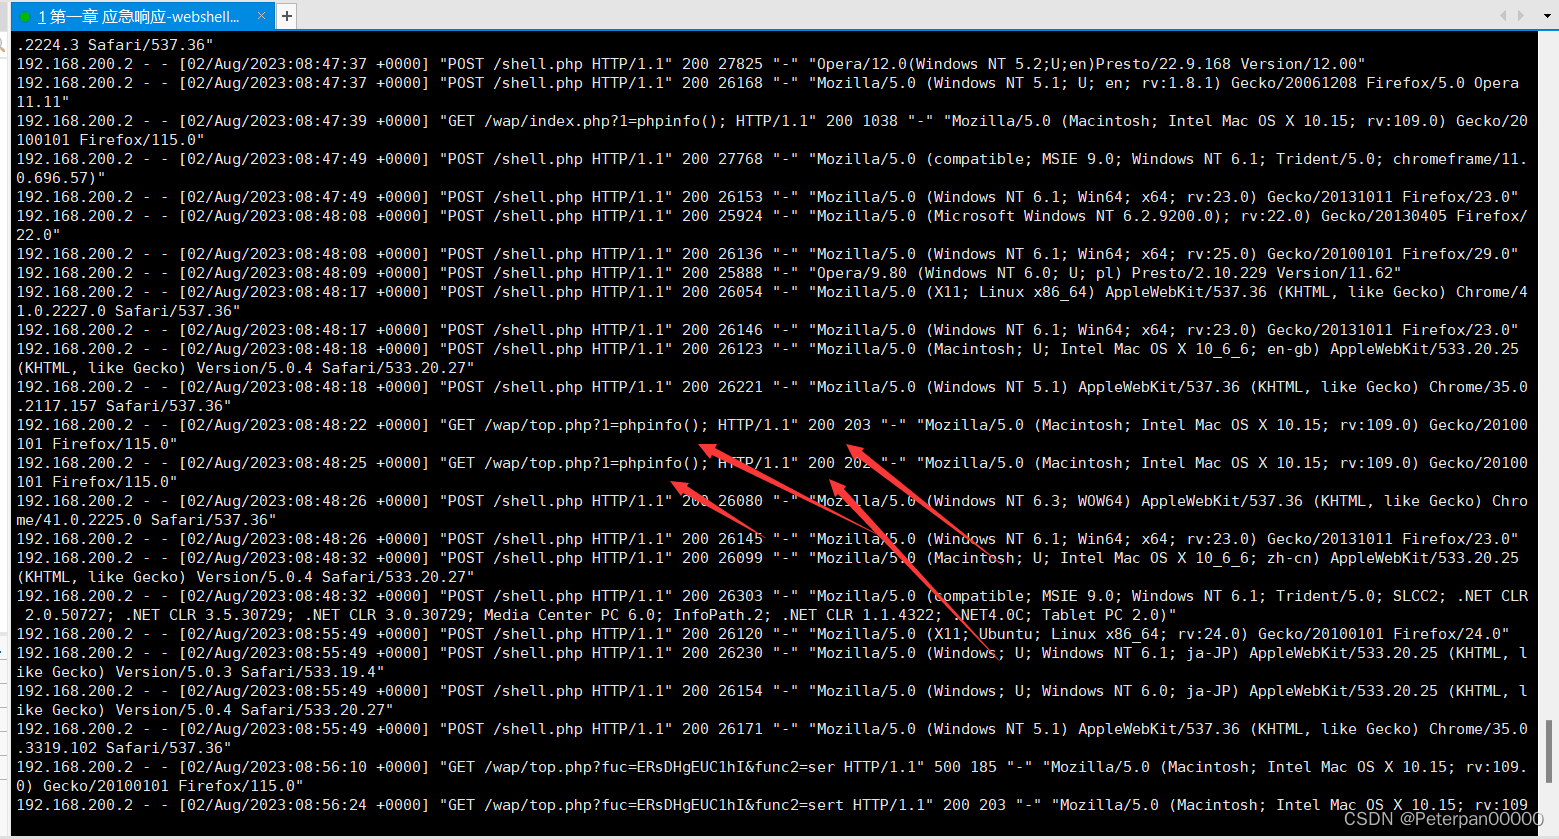 1 第一章 应急响应-webshell...
.2224.3 Safari/537.36"
192.168.200.2 - - [02/Aug/2023:08:47:37 +0000] "POST /shell.php HTTP/1.1" 200 27825 "-" "Opera/12.0(Windows NT 5.2;U;en)Presto/22.9.168 Version/12.00"
192.168.200.2 - - [02/Aug/2023:08:47:37 +0000] "POST /shell.php HTTP/1.1" 200 26168 "-" "Mozilla/5.0 (Windows NT 5.1; U; en; rv:1.8.1) Gecko/20061208 Firefox/5.0 Opera
11.11"
192.168.200.2 - - [02/Aug/2023:08:47:39 +0000] "GET /wap/index.php?1=phpinfo(); HTTP/1.1" 200 1038 "-" "Mozilla/5.0 (Macintosh; Intel Mac OS X 10.15; rv:109.0) Gecko/20
100101 Firefox/115.0"
192.168.200.2 - - [02/Aug/2023:08:47:49 +0000] "POST /shell.php HTTP/1.1" 200 27768 "-" "Mozilla/5.0 (compatible; MSIE 9.0; Windows NT 6.1; Trident/5.0; chromeframe/11.
0.696.57)"
192.168.200.2 - - [02/Aug/2023:08:47:49 +0000] "POST /shell.php HTTP/1.1" 200 26153 "-" "Mozilla/5.0 (Windows NT 6.1; Win64; x64; rv:23.0) Gecko/20131011 Firefox/23.0"
192.168.200.2 - - [02/Aug/2023:08:48:08 +0000] "POST /shell.php HTTP/1.1" 200 25924 "-" "Mozilla/5.0 (Microsoft Windows NT 6.2.9200.0); rv:22.0) Gecko/20130405 Firefox/
22.0"
192.168.200.2 - - [02/Aug/2023:08:48:08 +0000] "POST /shell.php HTTP/1.1" 200 26136 "-" "Mozilla/5.0 (Windows NT 6.1; Win64; x64; rv:25.0) Gecko/20100101 Firefox/29.0"
192.168.200.2 - - [02/Aug/2023:08:48:09 +0000] "POST /shell.php HTTP/1.1" 200 25888 "-" "Opera/9.80 (Windows NT 6.0; U; pl) Presto/2.10.229 Version/11.62"
192.168.200.2 - - [02/Aug/2023:08:48:17 +0000] "POST /shell.php HTTP/1.1" 200 26054 "-" "Mozilla/5.0 (X11; Linux x86_64) AppleWebKit/537.36 (KHTML, like Gecko) Chrome/4
1.0.2227.0 Safari/537.36"
192.168.200.2 - - [02/Aug/2023:08:48:17 +0000] "POST /shell.php HTTP/1.1" 200 26146 "-" "Mozilla/5.0 (Windows NT 6.1; Win64; x64; rv:23.0) Gecko/20131011 Firefox/23.0"
192.168.200.2 - - [02/Aug/2023:08:48:18 +0000] "POST /shell.php HTTP/1.1" 200 26123 "-" "Mozilla/5.0 (Macintosh; U; Intel Mac OS X 10_6_6; en-gb) AppleWebKit/533.20.25
(KHTML, like Gecko) Version/5.0.4 Safari/533.20.27"
192.168.200.2 - - [02/Aug/2023:08:48:18 +0000] "POST /shell.php HTTP/1.1" 200 26221 "-" "Mozilla/5.0 (Windows NT 5.1) AppleWebKit/537.36 (KHTML, like Gecko) Chrome/35.0
.2117.157 Safari/537.36"
192.168.200.2 - - [02/Aug/2023:08:48:22 +0000] "GET /wap/top.php?1=phpinfo(); HTTP/1.1" 200 203 "-" "Mozilla/5.0 (Macintosh; Intel Mac OS X 10.15; rv:109.0) Gecko/20100
101 Firefox/115.0"
192.168.200.2 - - [02/Aug/2023:08:48:25 +0000] "GET /wap/top.php?1=phpinfo(); HTTP/1.1" 200 202 "-" "Mozilla/5.0 (Macintosh; Intel Mac OS X 10.15; rv:109.0) Gecko/20100
101 Firefox/115.0"
192.168.200.2 - - [02/Aug/2023:08:48:26 +0000] "POST /shell.php HTTP/1.1" 200 26080 "-" "Mozilla/5.0 (Windows NT 6.3; WOW64) AppleWebKit/537.36 (KHTML, like Gecko) Chro
me/41.0.2225.0 Safari/537.36"
192.168.200.2 - - [02/Aug/2023:08:48:26 +0000] "POST /shell.php HTTP/1.1" 200 26145 "-" "Mozilla/5.0 (Windows NT 6.1; Win64; x64; rv:23.0) Gecko/20131011 Firefox/23.0"
192.168.200.2 - - [02/Aug/2023:08:48:32 +0000] "POST /shell.php HTTP/1.1" 200 26099 "-" "Mozilla/5.0 (Macintosh; U; Intel Mac OS X 10_6_6; zh-cn) AppleWebKit/533.20.25
(KHTML, like Gecko) Version/5.0.4 Safari/533.20.27"
192.168.200.2 - - [02/Aug/2023:08:48:32 +0000] "POST /shell.php HTTP/1.1" 200 26303 "-" "Mozilla/5.0 (compatible; MSIE 9.0; Windows NT 6.1; Trident/5.0; SLCC2; .NET CLR
2.0.50727; .NET CLR 3.5.30729; .NET CLR 3.0.30729; Media Center PC 6.0; InfoPath.2; .NET CLR 1.1.4322; .NET4.0C; Tablet PC 2.0)"
192.168.200.2 - - [02/Aug/2023:08:55:49 +0000] "POST /shell.php HTTP/1.1" 200 26120 "-" "Mozilla/5.0 (X11; Ubuntu; Linux x86_64; rv:24.0) Gecko/20100101 Firefox/24.0"
192.168.200.2 - - [02/Aug/2023:08:55:49 +0000] "POST /shell.php HTTP/1.1" 200 26230 "-" "Mozilla/5.0 (Windows; U; Windows NT 6.1; ja-JP) AppleWebKit/533.20.25 (KHTML, l
ike Gecko) Version/5.0.3 Safari/533.19.4"
192.168.200.2 - - [02/Aug/2023:08:55:49 +0000] "POST /shell.php HTTP/1.1" 200 26154 "-" "Mozilla/5.0 (Windows; U; Windows NT 6.0; ja-JP) AppleWebKit/533.20.25 (KHTML, l
ike Gecko) Version/5.0.4 Safari/533.20.27"
192.168.200.2 - - [02/Aug/2023:08:55:49 +0000] "POST /shell.php HTTP/1.1" 200 26171 "-" "Mozilla/5.0 (Windows NT 5.1) AppleWebKit/537.36 (KHTML, like Gecko) Chrome/35.0
.3319.102 Safari/537.36"
192.168.200.2 - - [02/Aug/2023:08:56:10 +0000] "GET /wap/top.php?fuc=ERsDHgEUC1hI&func2=ser HTTP/1.1" 500 185 "-" "Mozilla/5.0 (Macintosh; Intel Mac OS X 10.15; rv:109.
0) Gecko/20100101 Firefox/115.0"
192.168.200.2 - - [02/Aug/2023:08:56:24 +0000] "GET /wap/top.php?fuc=ERsDHgEUC1hI&func2=sert HTTP/1.1" 200 203 "-" "Mozilla/5.0 (Macintosh; Intel Mac OS X 10.15; rv:109
CSDN @Peterpan00000